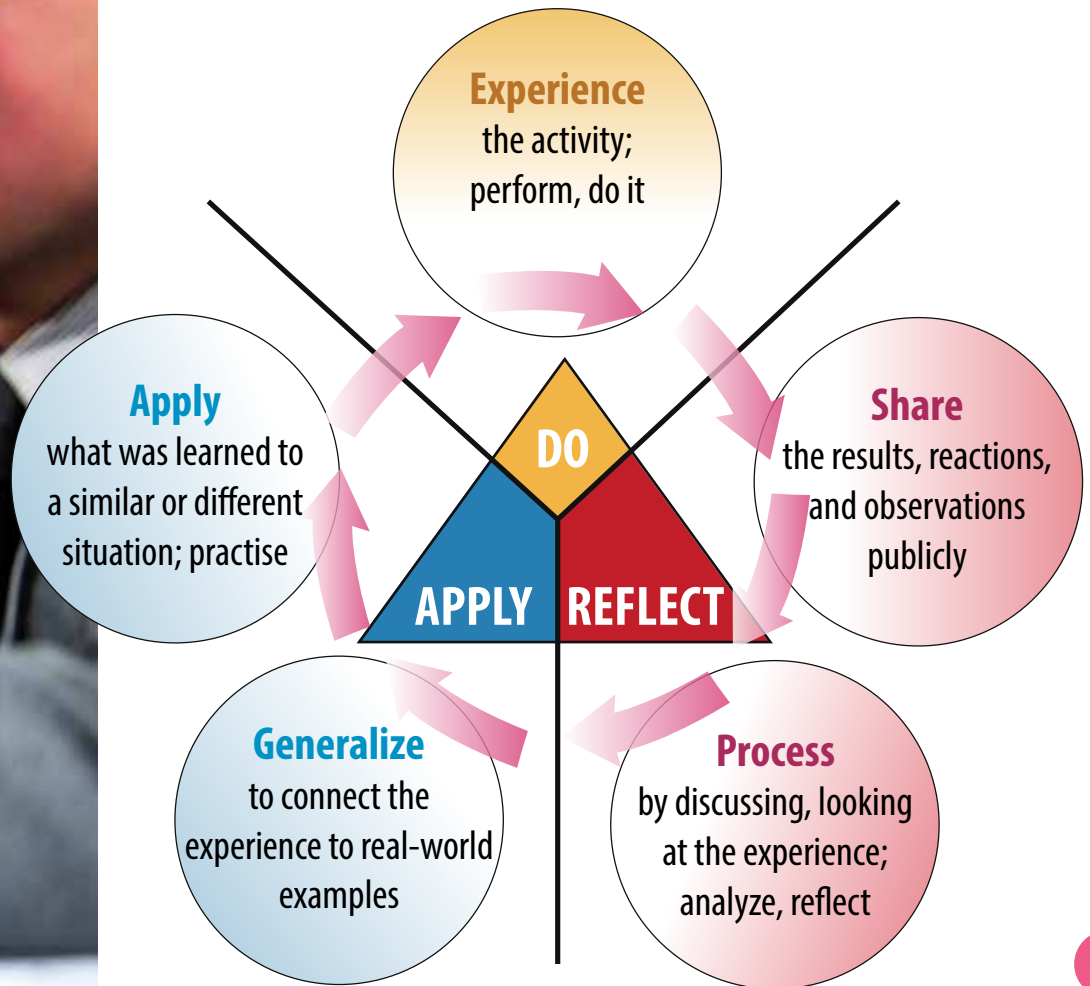 Experience
the activity;
perform, do it
Share
the results, reactions,
and observations
publicly
Process
by discussing, looking
at the experience;
analyze, reflect
Generalize
to connect the
experience to real-world
examples
Apply
what was learned to
a similar or different
situation; practise
DO
APPLY
REFLECT